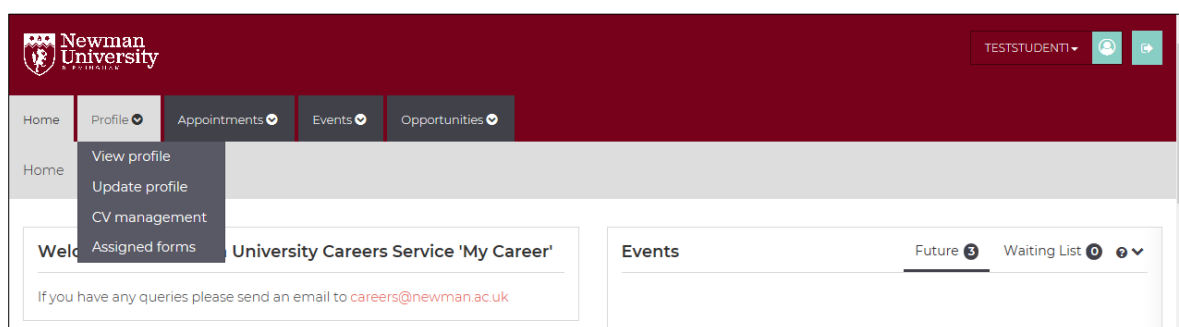 Newman
University
BIRMINGHAM
TESTSTUDENT1
Home Profile Appointments Events Opportunities
Home
View profile
Update profile
CV management
Assigned forms
Welc n University Careers Service 'My Career'
If you have any queries please send an email to careers@newman.ac.uk
Events Future 3 Waiting List 0